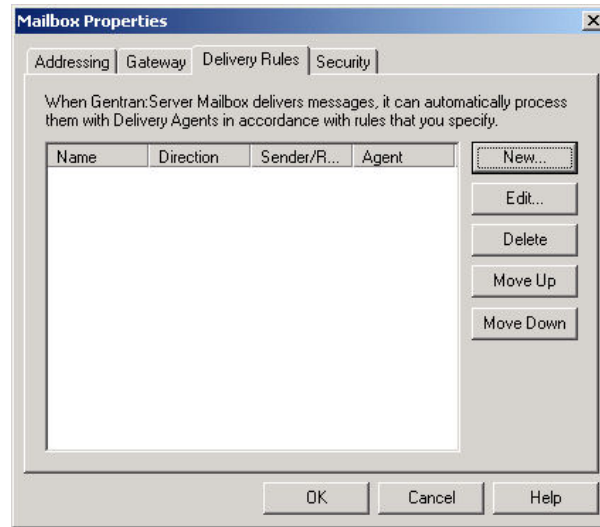 Mailbox Properties
Addressing Gateway Delivery Rules Security
When Gentran:Server Mailbox delivers messages, it can automatically process
them with Delivery Agents in accordance with rules that you specify.
Name Direction Sender/R... Agent
New...
Edit...
Delete
Move Up
Move Down
OK Cancel Help